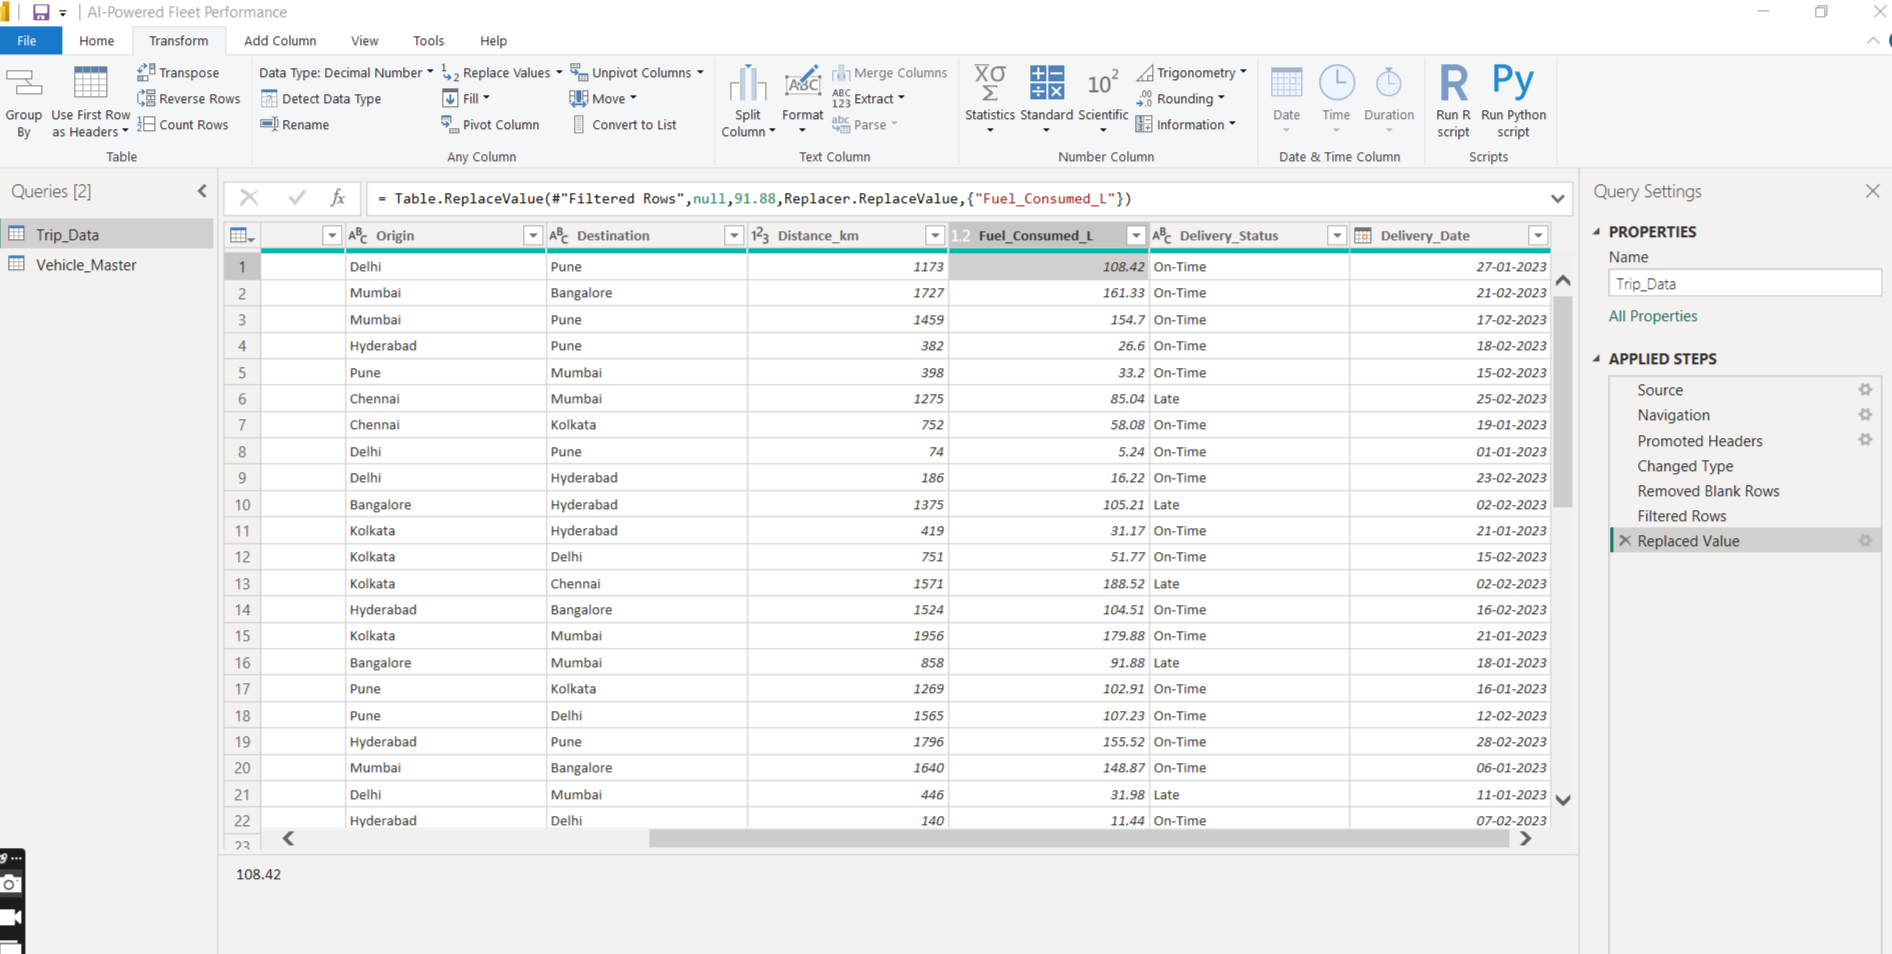 AI-Powered Fleet Performance
File Home Transform Add Column View Tools Help
Group By
Use First Row as Headers
Transpose
Reverse Rows
Count Rows
Table
Data Type: Decimal Number
Detect Data Type
Rename
Replace Values
Fill
Pivot Column
Unpivot Columns
Move
Convert to List
Any Column
Split Column
Format
Merge Columns
Extract
Parse
Text Column
Statistics
Standard
Scientific
Trigonometry
Rounding
Information
Number Column
Date
Time
Duration
Date & Time Column
Run R script
Run Python script
Scripts
Queries [2]
Trip_Data
Vehicle_Master
= Table.ReplaceValue(#"Filtered Rows",null,91.88,Replacer.ReplaceValue,{"Fuel_Consumed_L"})
Origin Destination Distance_km Fuel_Consumed_L Delivery_Status Delivery_Date
1 Delhi Pune 1173 108.42 On-Time 27-01-2023
2 Mumbai Bangalore 1727 161.33 On-Time 21-02-2023
3 Mumbai Pune 1459 154.7 On-Time 17-02-2023
4 Hyderabad Pune 382 26.6 On-Time 18-02-2023
5 Pune Mumbai 398 33.2 On-Time 15-02-2023
6 Chennai Mumbai 1275 85.04 Late 25-02-2023
7 Chennai Kolkata 752 58.08 On-Time 19-01-2023
8 Delhi Pune 74 5.24 On-Time 01-01-2023
9 Delhi Hyderabad 186 16.22 On-Time 23-02-2023
10 Bangalore Hyderabad 1375 105.21 Late 02-02-2023
11 Kolkata Hyderabad 419 31.17 On-Time 21-01-2023
12 Kolkata Delhi 751 51.77 On-Time 15-02-2023
13 Kolkata Chennai 1571 188.52 Late 02-02-2023
14 Hyderabad Bangalore 1524 104.51 On-Time 16-02-2023
15 Kolkata Mumbai 1956 179.88 On-Time 21-01-2023
16 Bangalore Mumbai 858 91.88 Late 18-01-2023
17 Pune Kolkata 1269 102.91 On-Time 16-01-2023
18 Pune Delhi 1565 107.23 On-Time 12-02-2023
19 Hyderabad Pune 1796 155.52 On-Time 28-02-2023
20 Mumbai Bangalore 1640 148.87 On-Time 06-01-2023
21 Delhi Mumbai 446 31.98 Late 11-01-2023
22 Hyderabad Delhi 140 11.44 On-Time 07-02-2023
23
108.42
Query Settings
PROPERTIES
Name
Trip_Data
All Properties
APPLIED STEPS
Source
Navigation
Promoted Headers
Changed Type
Removed Blank Rows
Filtered Rows
Replaced Value